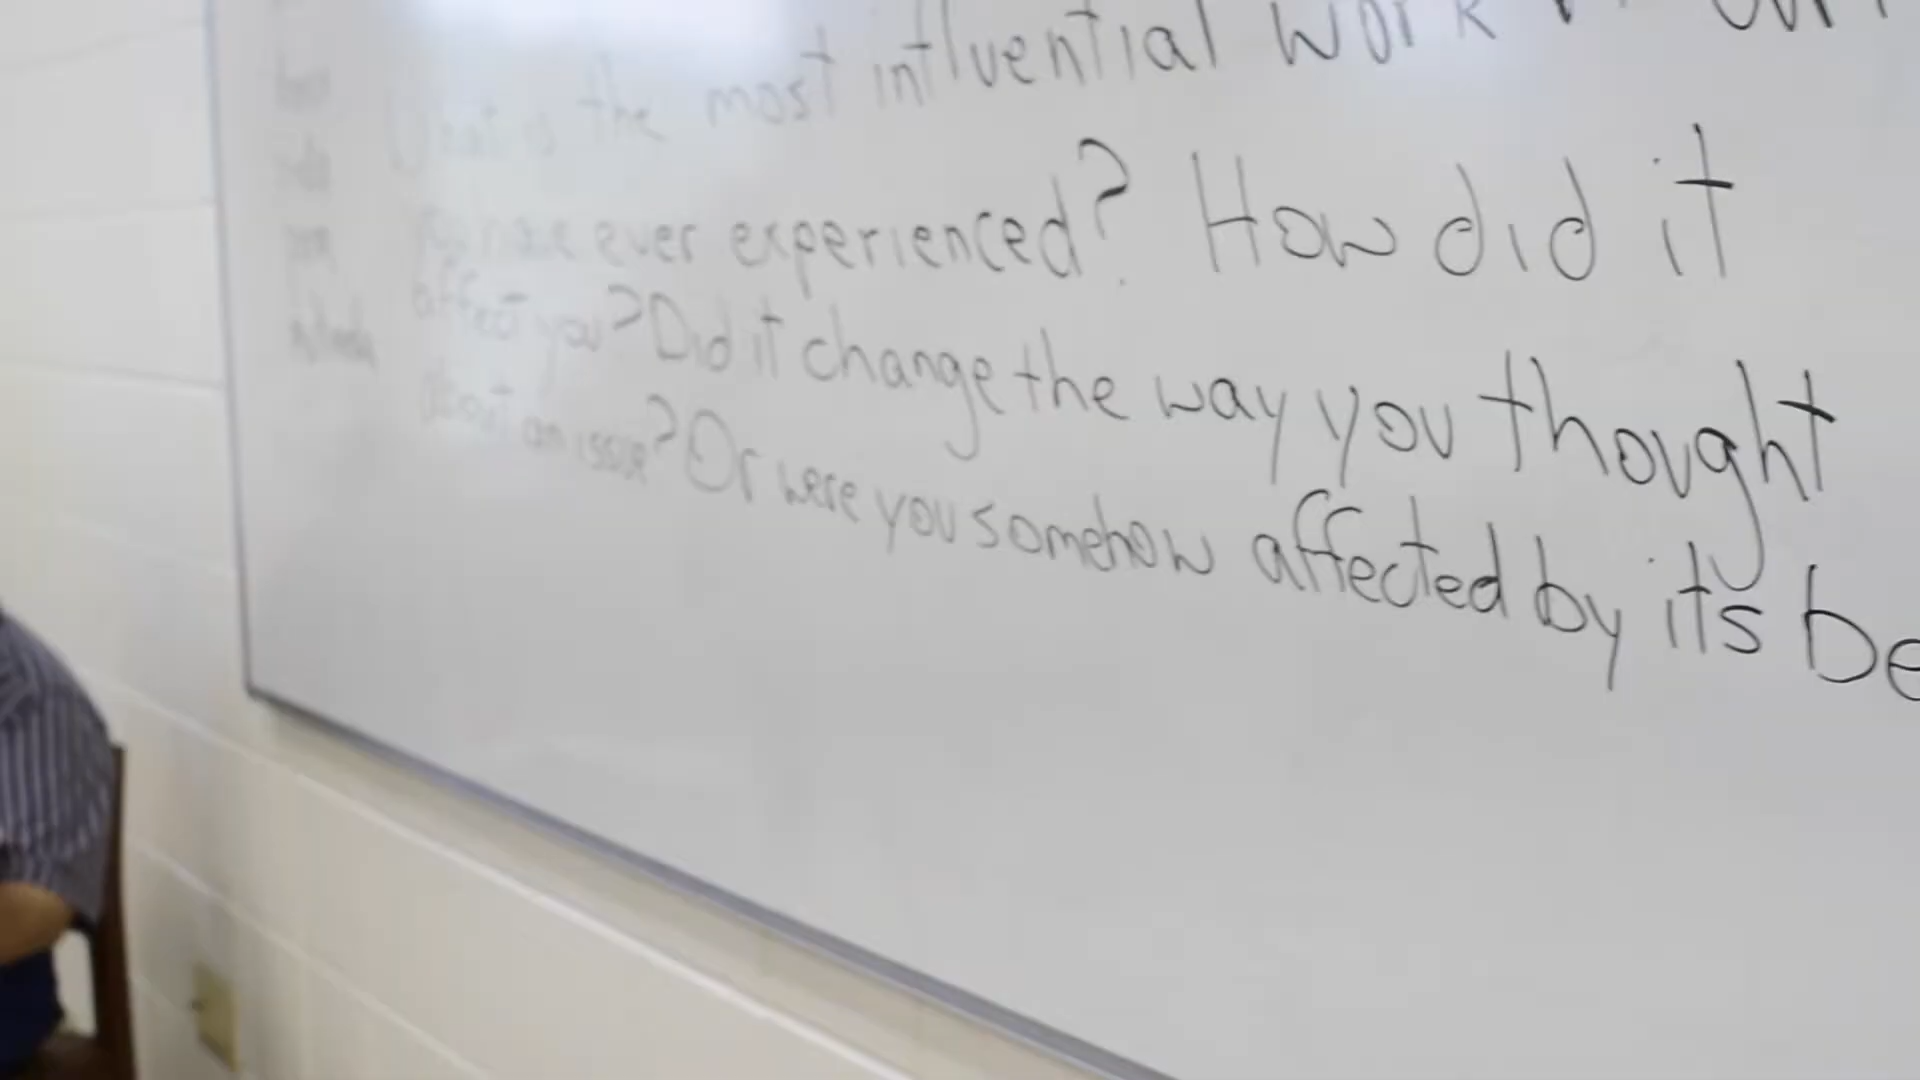 What is the most influential work
you have ever experienced? How did it
affect you? Did it change the way you thought
about an issue? Or were you somehow affected by its be